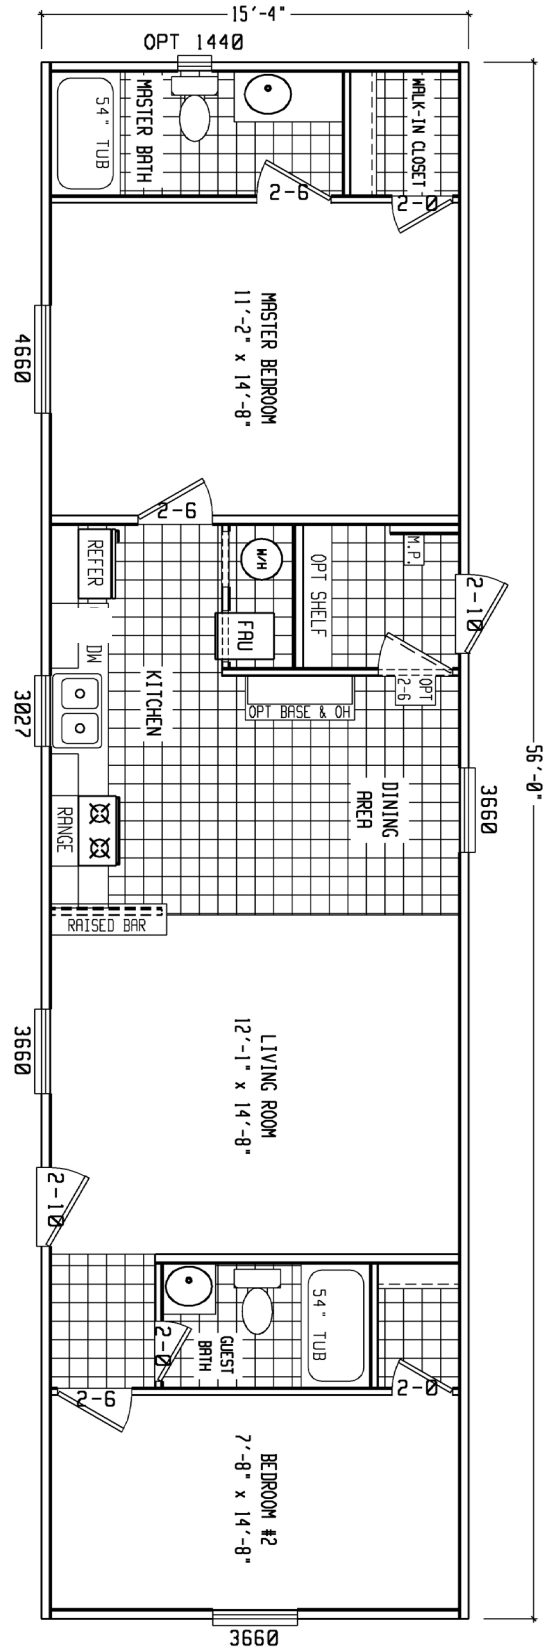 15'-4"
OPT 1440
54" TUB
MASTER BATH
WALK-IN CLOSET
2-6
2-0
MASTER BEDROOM
11'-2" x 14'-8"
4660
2-6
REFER
W/H
OPT SHELF
M.P.
2-10
FAU
DW
KITCHEN
OPT
2-6
OPT BASE & OH
3027
56'-0"
3660
DINING
AREA
RANGE
RAISED BAR
LIVING ROOM
12'-1" x 14'-8"
3660
2-10
54" TUB
GUEST
BATH
2-0
2-6
2-0
BEDROOM #2
7'-8" x 14'-8"
3660